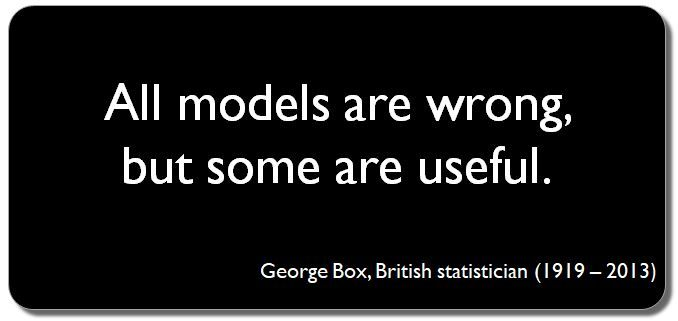 All models are wrong,
but some are useful.
George Box, British statistician (1919 – 2013)